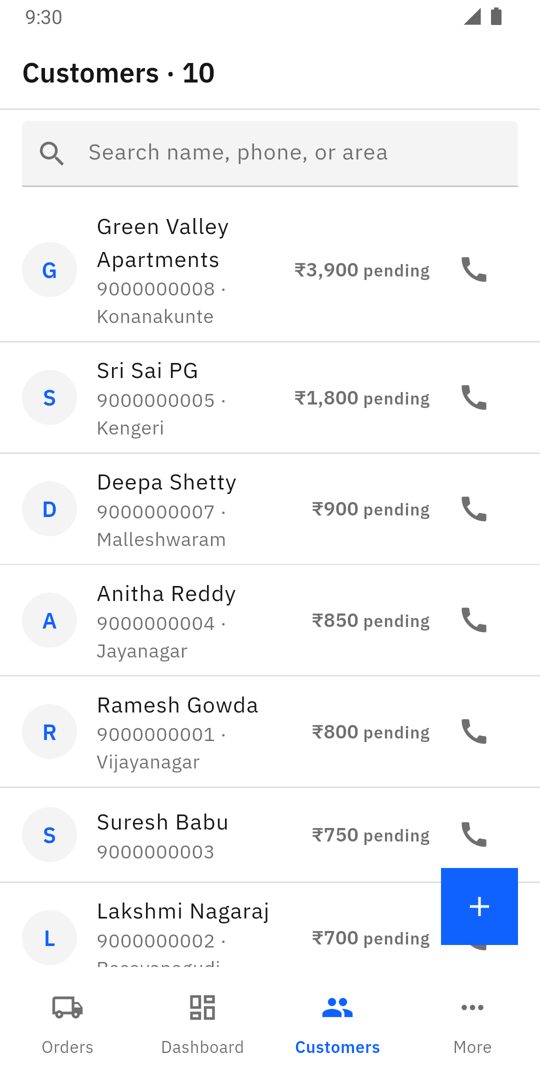 9:30
Customers · 10
Search name, phone, or area
G
Green Valley
Apartments
9000000008 ·
Konanakunte
₹3,900 pending
S
Sri Sai PG
9000000005 ·
Kengeri
₹1,800 pending
D
Deepa Shetty
9000000007 ·
Malleshwaram
₹900 pending
A
Anitha Reddy
9000000004 ·
Jayanagar
₹850 pending
R
Ramesh Gowda
9000000001 ·
Vijayanagar
₹800 pending
S
Suresh Babu
9000000003
₹750 pending
L
Lakshmi Nagaraj
9000000002 ·
₹700 pending
Orders
Dashboard
Customers
More